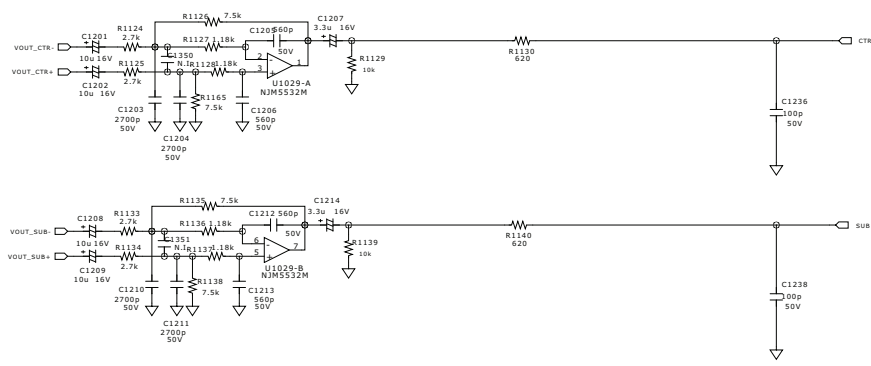 R1126 7.5k
C1201
10u 16V
R1124
2.7k
R1127 1.18k
C1205 560p
50V
C1207
3.3u 16V
VOUT_CTR-
VOUT_CTR+
C1202
10u 16V
R1125
2.7k
C1350
N.I.
R1128 1.18k
2
3
1
-
+
U1029-A
NJM5532M
R1129
10k
R1130
620
CTR
C1203
2700p
50V
C1204
2700p
50V
R1165
7.5k
C1206
560p
50V
C1236
100p
50V
R1135 7.5k
C1208
10u 16V
R1133
2.7k
R1136 1.18k
C1212 560p
50V
C1214
3.3u 16V
VOUT_SUB-
VOUT_SUB+
C1209
10u 16V
R1134
2.7k
C1351
N.I.
R1137 1.18k
6
5
7
-
+
U1029-B
NJM5532M
R1139
10k
R1140
620
SUB
C1210
2700p
50V
C1211
2700p
50V
R1138
7.5k
C1213
560p
50V
C1238
100p
50V